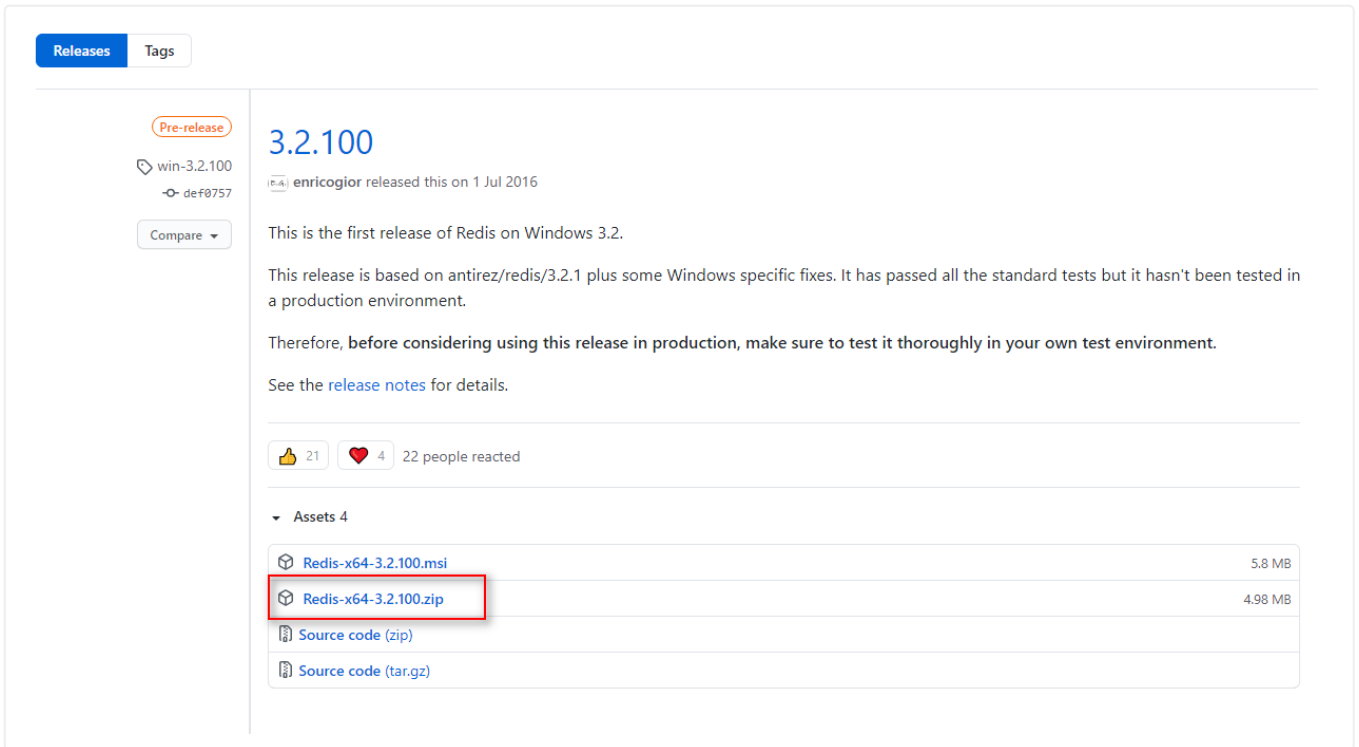 Releases
Tags
Pre-release
win-3.2.100
def0757
Compare
3.2.100
enricogior released this on 1 Jul 2016
This is the first release of Redis on Windows 3.2.
This release is based on antirez/redis/3.2.1 plus some Windows specific fixes. It has passed all the standard tests but it hasn't been tested in
a production environment.
Therefore, before considering using this release in production, make sure to test it thoroughly in your own test environment.
See the release notes for details.
21
4
22 people reacted
Assets 4
Redis-x64-3.2.100.msi
5.8 MB
Redis-x64-3.2.100.zip
4.98 MB
Source code (zip)
Source code (tar.gz)